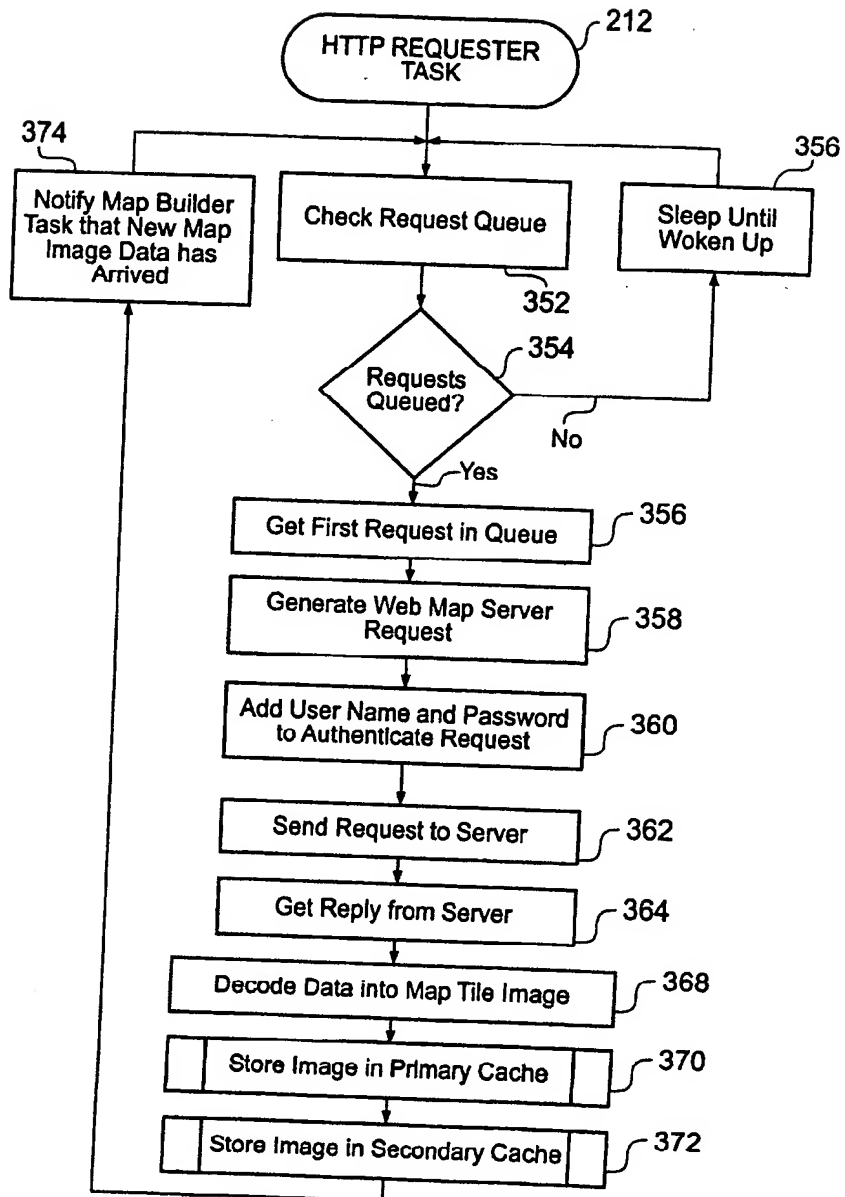 HTTP REQUESTER
TASK
212
374
Notify Map Builder
Task that New Map
Image Data has
Arrived
Check Request Queue
352
356
Sleep Until
Woken Up
354
Requests
Queued?
No
Yes
Get First Request in Queue
356
Generate Web Map Server
Request
358
Add User Name and Password
to Authenticate Request
360
Send Request to Server
362
Get Reply from Server
364
Decode Data into Map Tile Image
368
Store Image in Primary Cache
370
Store Image in Secondary Cache
372